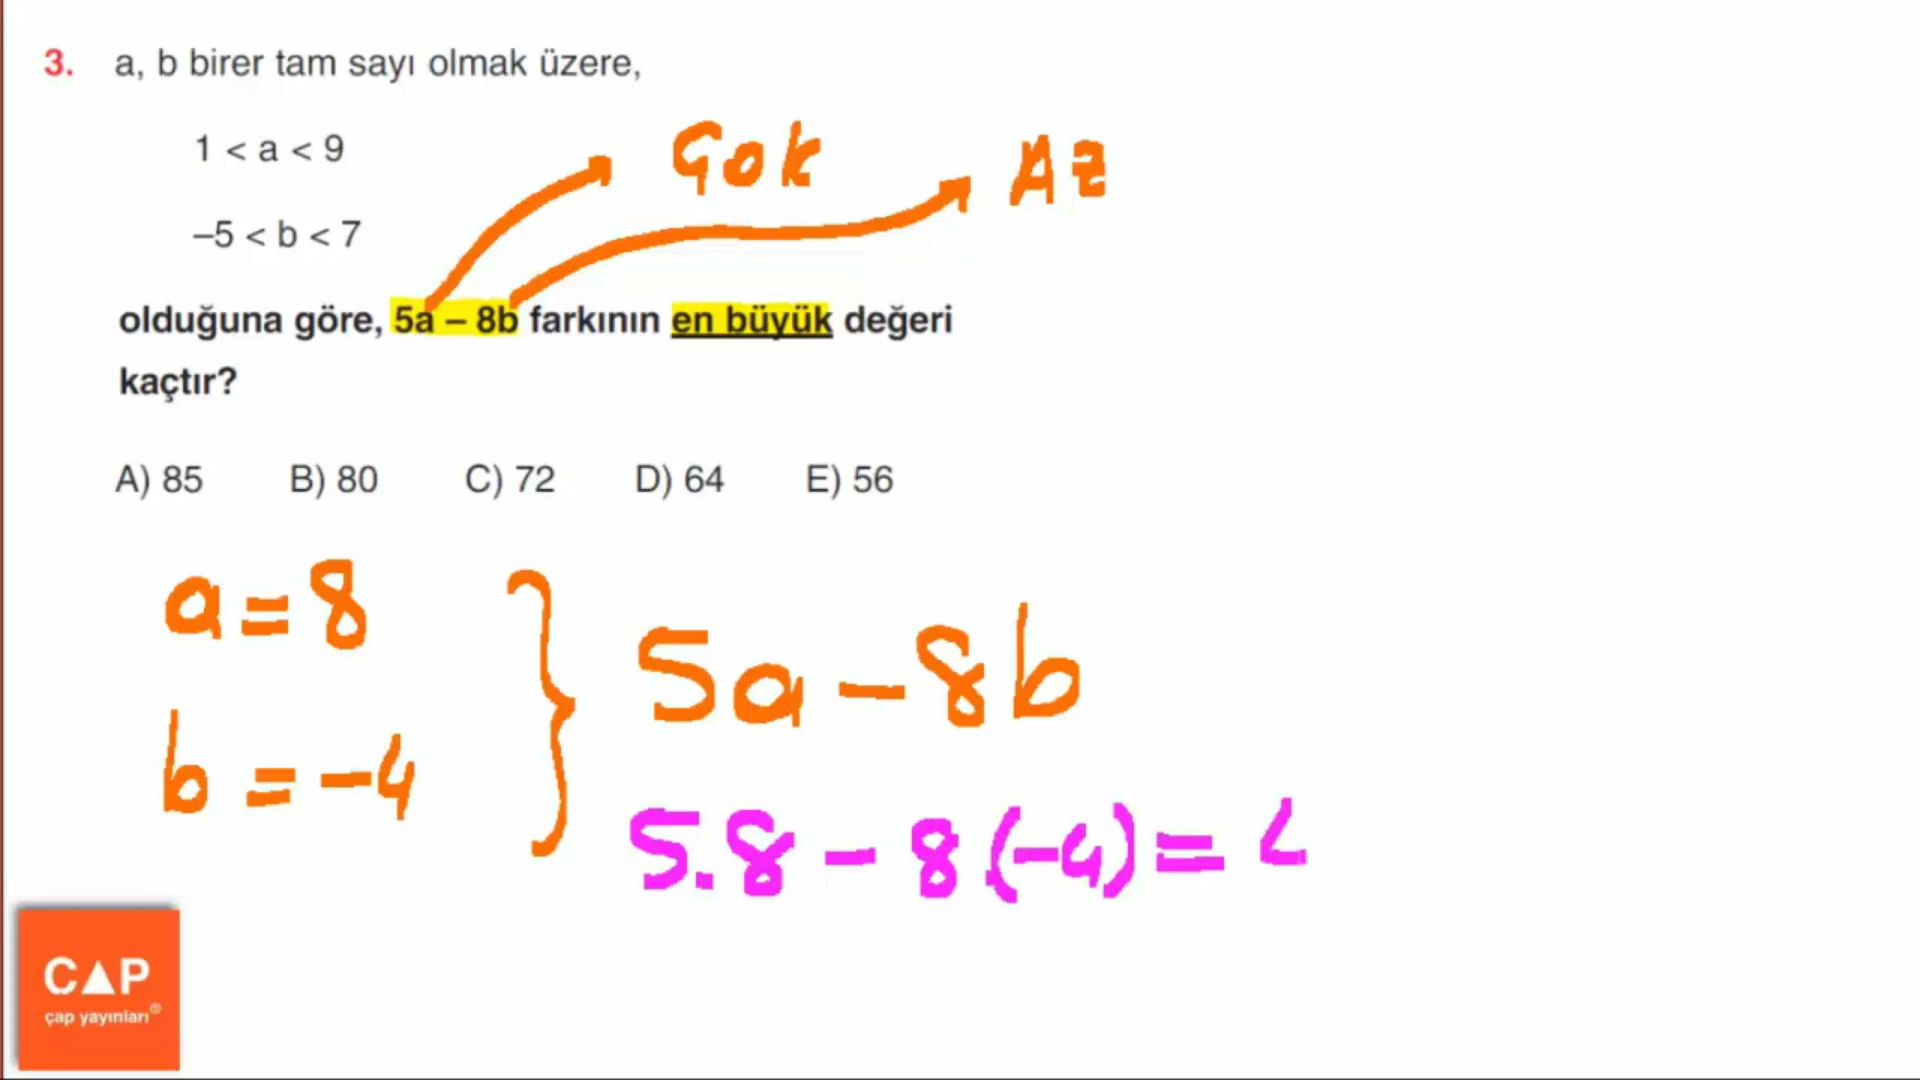 3. a, b birer tam sayı olmak üzere,
1 < a < 9
Çok
Az
–5 < b < 7
olduğuna göre, 5a – 8b farkının en büyük değeri
kaçtır?
A) 85 B) 80 C) 72 D) 64 E) 56
a = 8
b = -4
5a - 8b
5.8 - 8.(-4) =
ÇAP
çap yayınları®